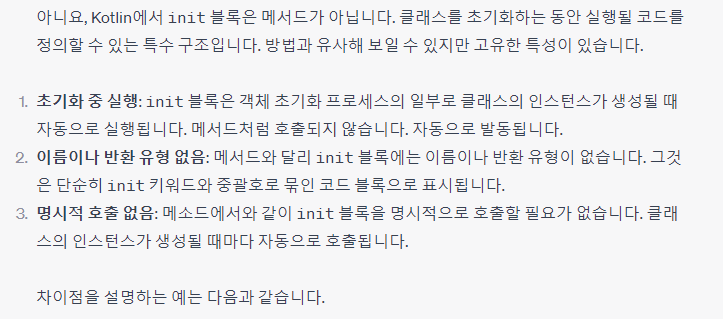 아니요, Kotlin에서 init 블록은 메서드가 아닙니다. 클래스를 초기화하는 동안 실행될 코드를
정의할 수 있는 특수 구조입니다. 방법과 유사해 보일 수 있지만 고유한 특성이 있습니다.
1. 초기화 중 실행: init 블록은 객체 초기화 프로세스의 일부로 클래스의 인스턴스가 생성될 때
자동으로 실행됩니다. 메서드처럼 호출되지 않습니다. 자동으로 발동됩니다.
2. 이름이나 반환 유형 없음: 메서드와 달리 init 블록에는 이름이나 반환 유형이 없습니다. 그것
은 단순히 init 키워드와 중괄호로 묶인 코드 블록으로 표시됩니다.
3. 명시적 호출 없음: 메소드에서와 같이 init 블록을 명시적으로 호출할 필요가 없습니다. 클래
스의 인스턴스가 생성될 때마다 자동으로 호출됩니다.
차이점을 설명하는 예는 다음과 같습니다.